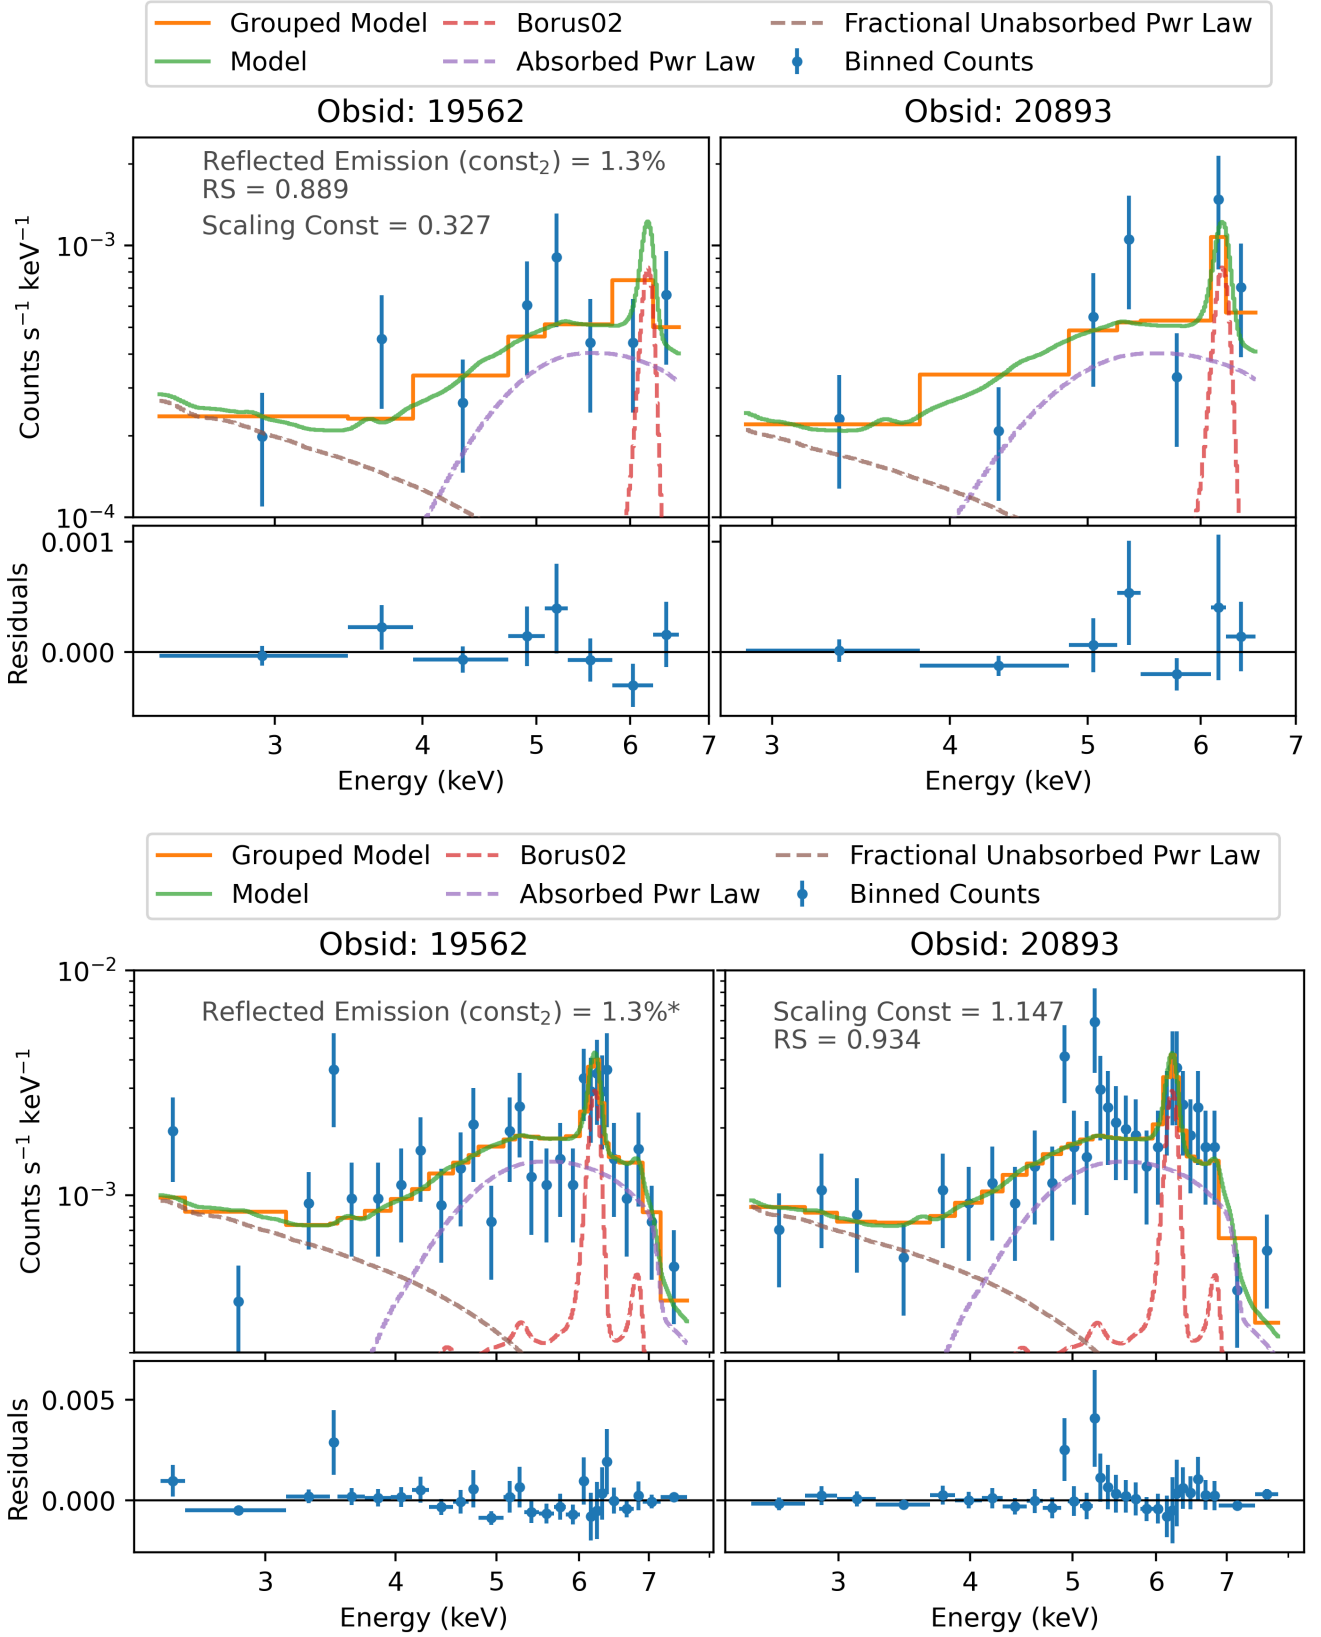 Grouped Model Borus02 Fractional Unabsorbed Pwr Law
Model Absorbed Pwr Law Binned Counts
Obsid: 19562 Obsid: 20893
Reflected Emission (const₂) = 1.3%
RS = 0.889
Scaling Const = 0.327
10⁻³
10⁻⁴
Counts s⁻¹ keV⁻¹
0.001
0.000
Residuals
3 4 5 6 7 3 4 5 6 7
Energy (keV) Energy (keV)
Grouped Model Borus02 Fractional Unabsorbed Pwr Law
Model Absorbed Pwr Law Binned Counts
Obsid: 19562 Obsid: 20893
10⁻²
Reflected Emission (const₂) = 1.3%* Scaling Const = 1.147
RS = 0.934
10⁻³
Counts s⁻¹ keV⁻¹
0.005
0.000
Residuals
3 4 5 6 7 3 4 5 6 7
Energy (keV) Energy (keV)